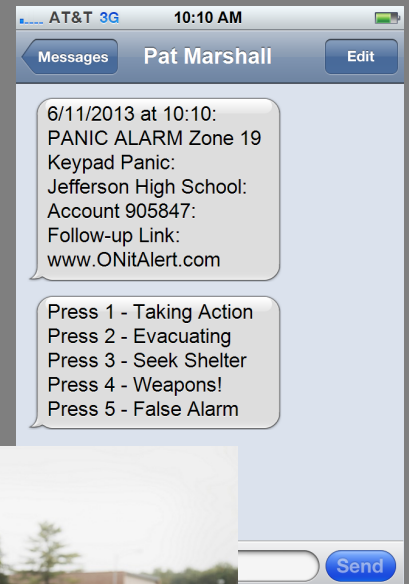 AT&T 3G 10:10 AM
Messages Pat Marshall Edit
6/11/2013 at 10:10:
PANIC ALARM Zone 19
Keypad Panic:
Jefferson High School:
Account 905847:
Follow-up Link:
www.ONitAlert.com
Press 1 - Taking Action
Press 2 - Evacuating
Press 3 - Seek Shelter
Press 4 - Weapons!
Press 5 - False Alarm
Send